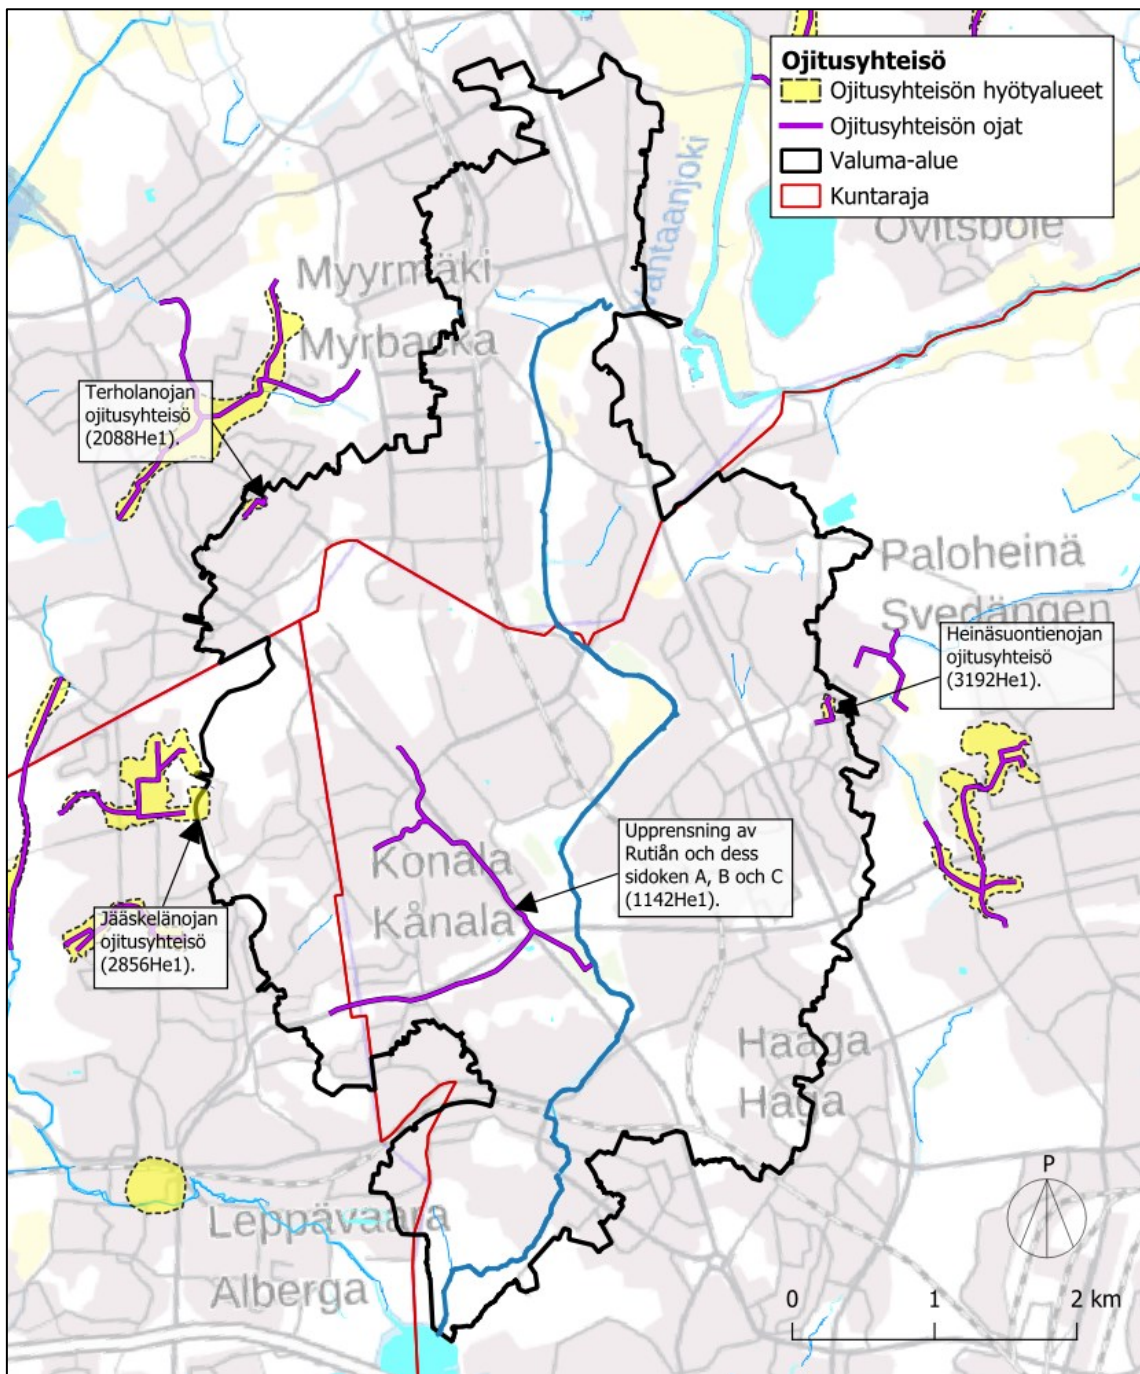 Ojitusyhteisö
Ojitusyhteisön hyötyalueet
Ojitusyhteisön ojat
Valuma-alue
Kuntaraja
Vantaanjoki
Övitsböle
Myyrmäki
Myrbacka
Terholanojan
ojitusyhteisö
(2088He1).
Paloheinä
Svedängen
Heinäsuontienojan
ojitusyhteisö
(3192He1).
Konala
Kånala
Upprensning av
Rutiån och dess
sidoken A, B och C
(1142He1).
Jääskelänojan
ojitusyhteisö
(2856He1).
Haaga
Haga
P
Leppävaara
Alberga
0 1 2 km